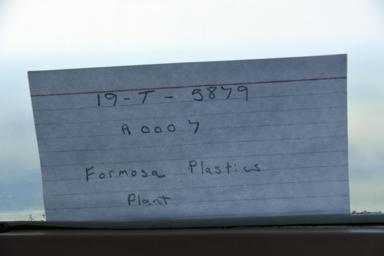 19-T-5879
A0007
Formosa Plastics
Plant